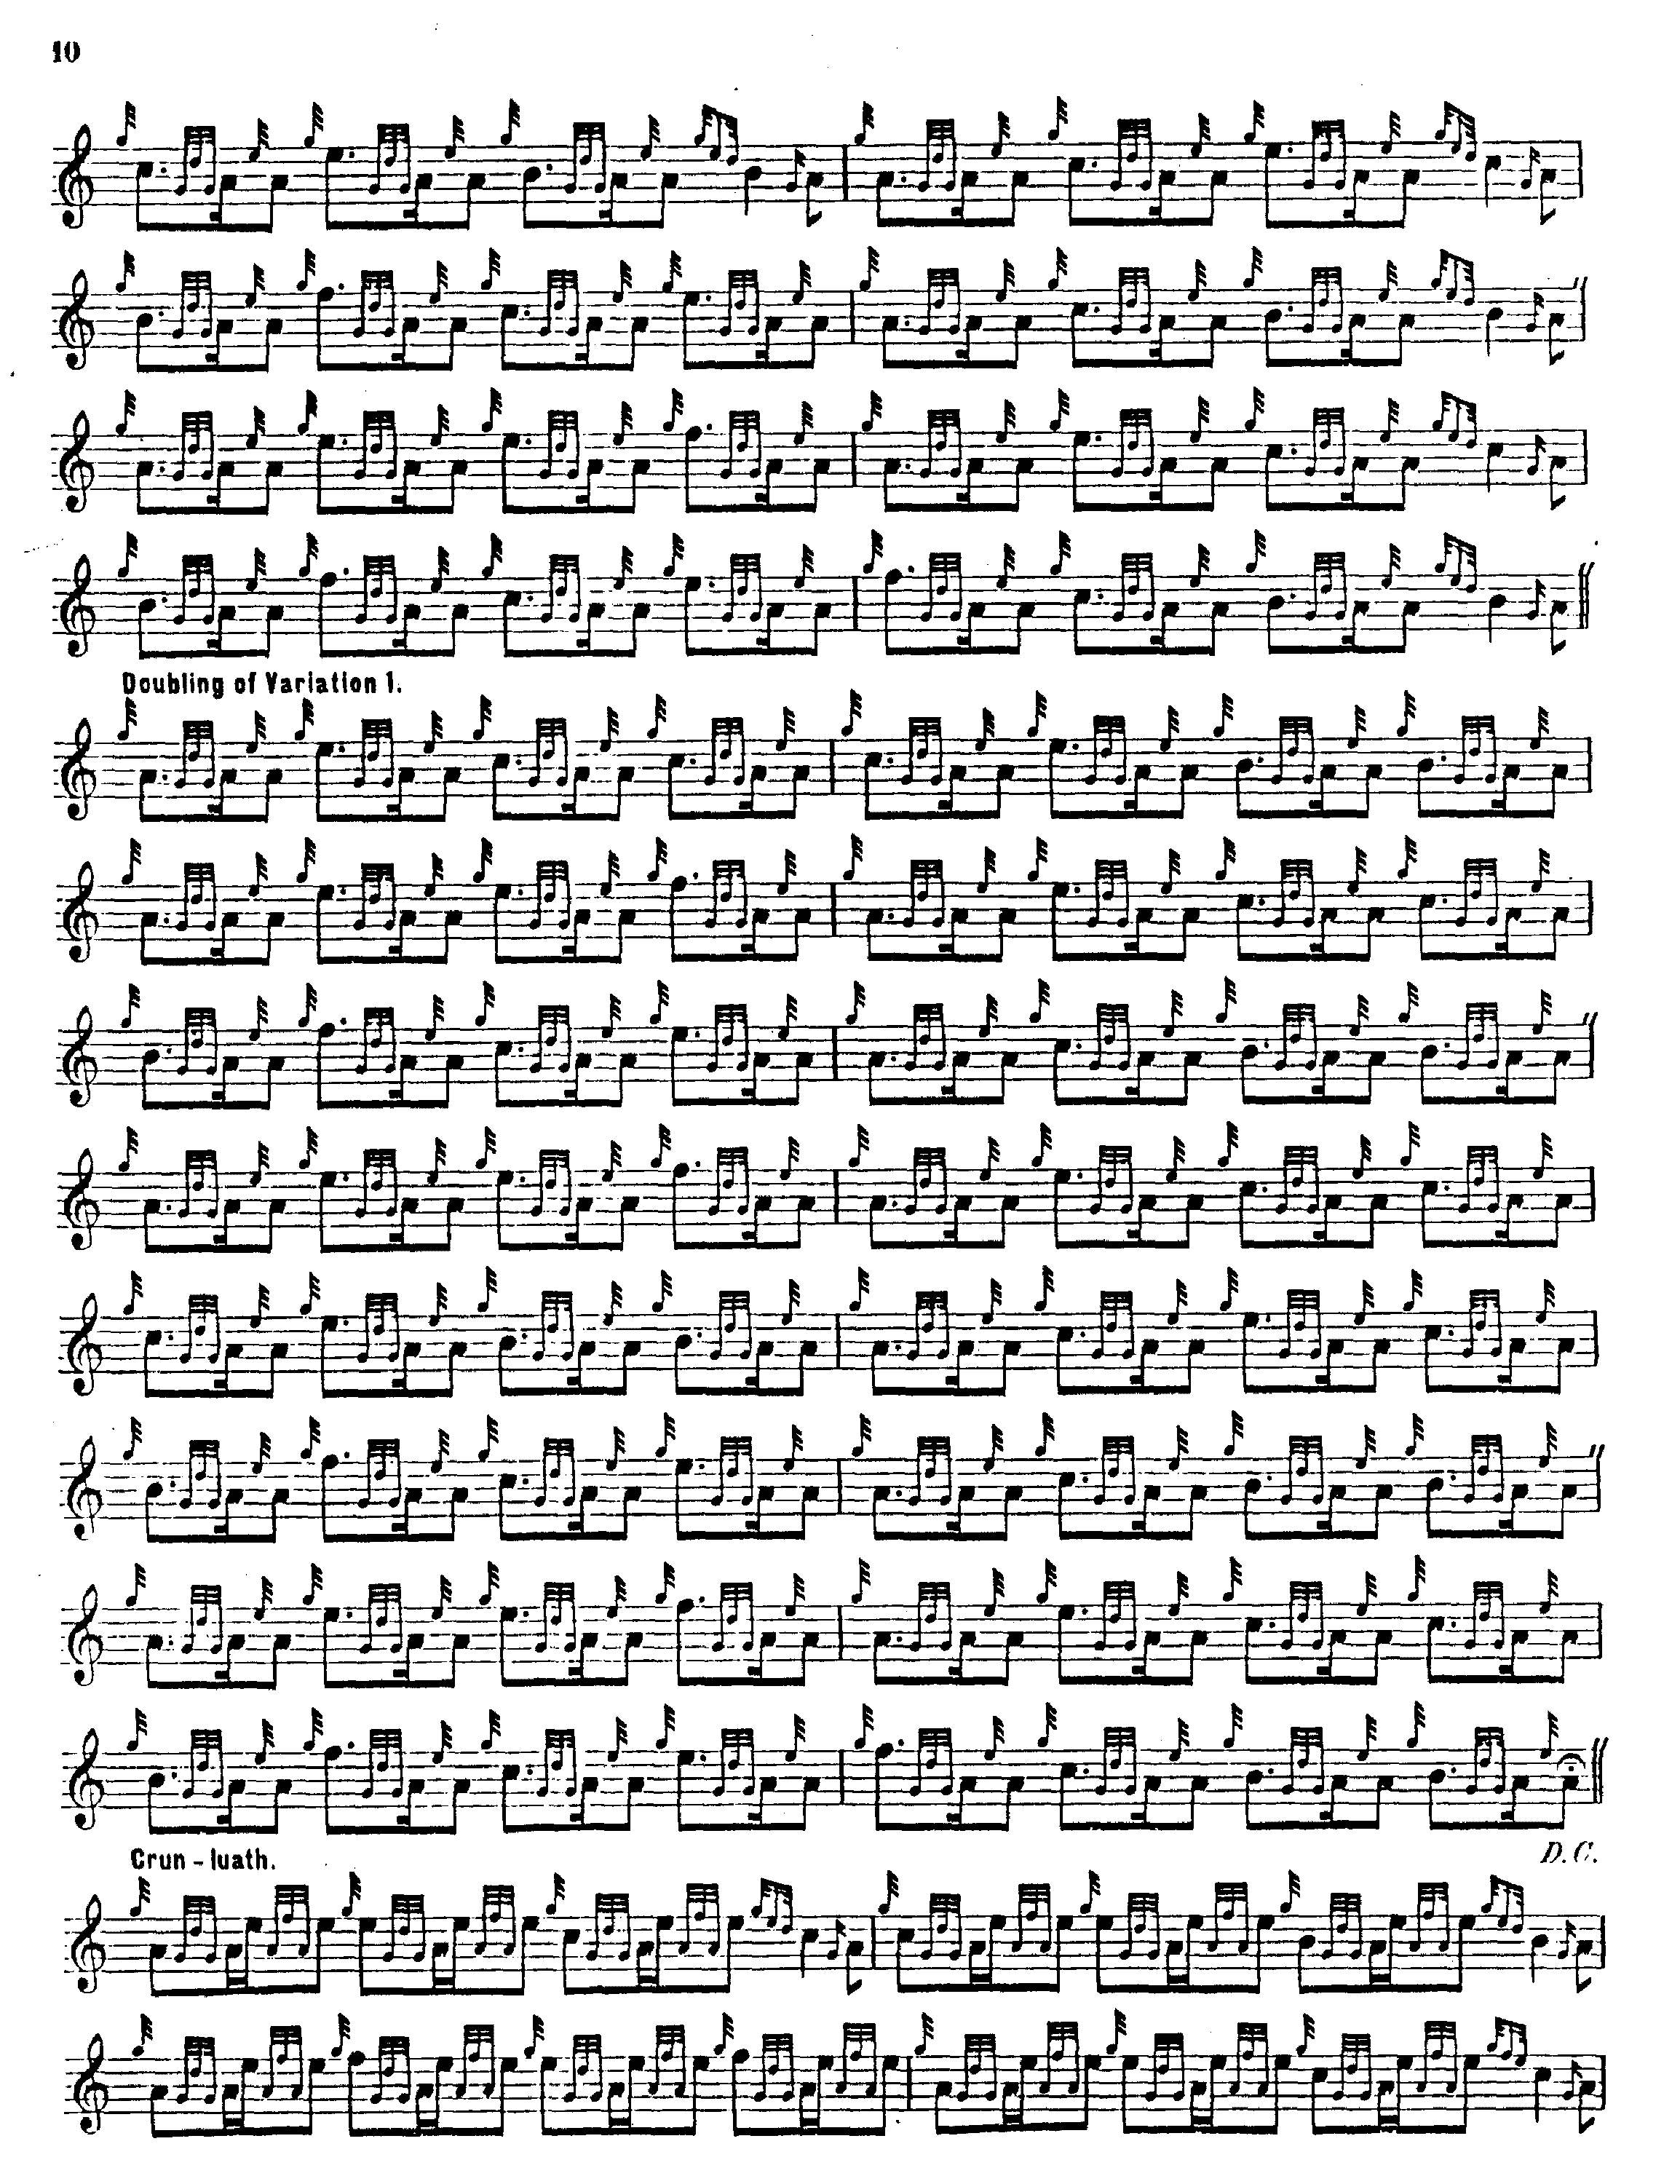 10
Doubling of Variation 1.
D.C.
Crun-luath.